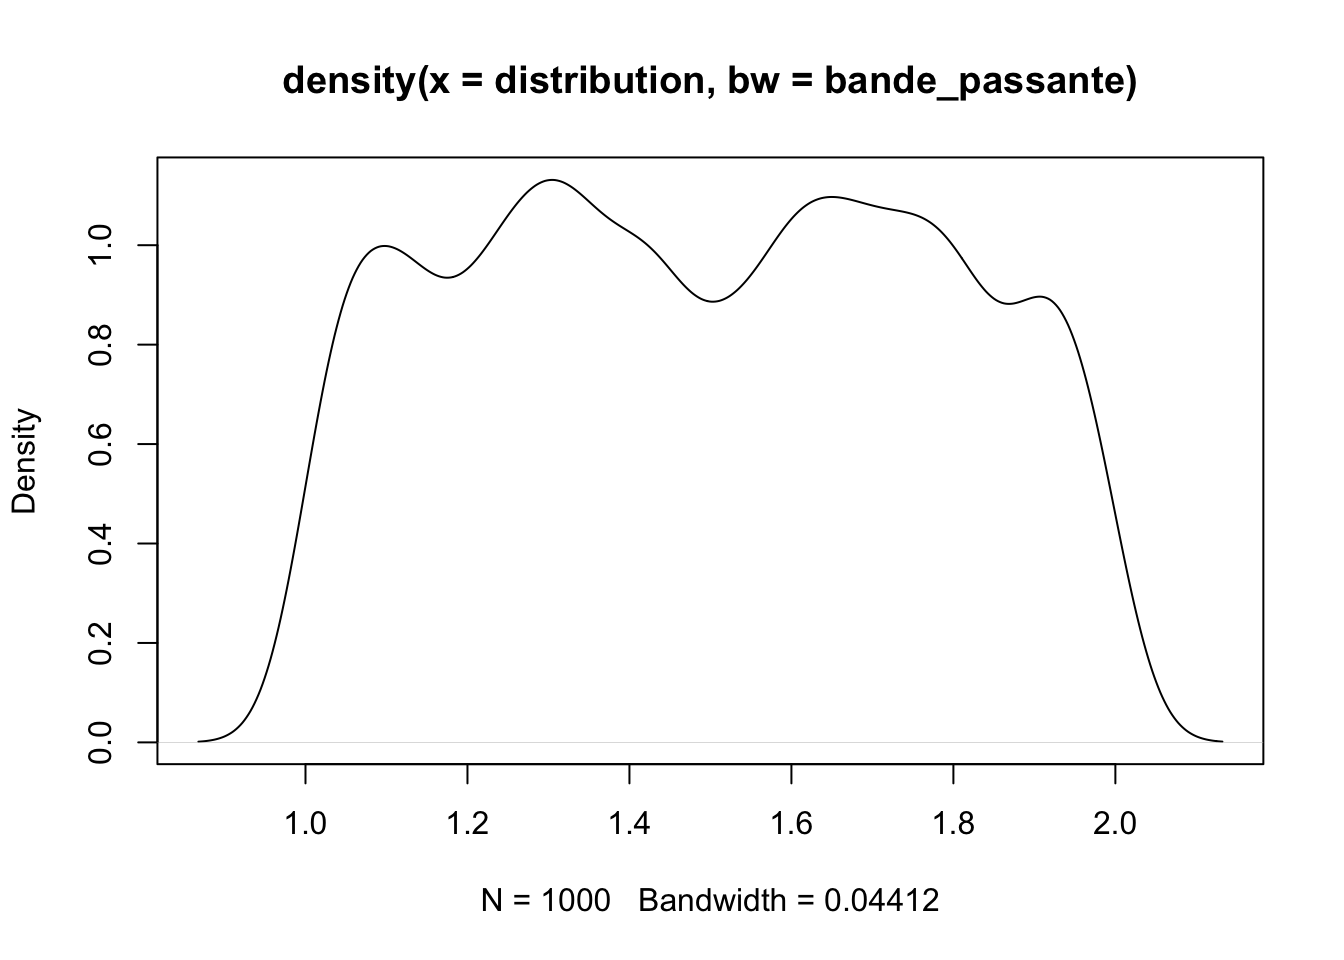 density(x = distribution, bw = bande_passante)
Density
1.0
0.8
0.6
0.4
0.2
0.0
1.0 1.2 1.4 1.6 1.8 2.0
N = 1000 Bandwidth = 0.04412